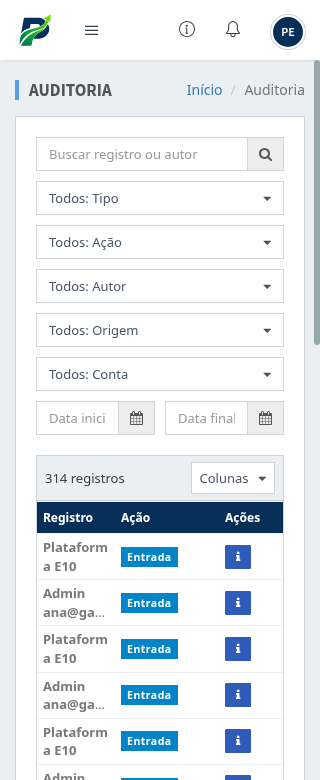 PE
AUDITORIA
Início / Auditoria
Buscar registro ou autor
Todos: Tipo
Todos: Ação
Todos: Autor
Todos: Origem
Todos: Conta
Data inici
Data final
314 registros
Colunas
Registro Ação Ações
Plataform
a E10
Entrada
Admin
ana@ga...
Entrada
Plataform
a E10
Entrada
Admin
ana@ga...
Entrada
Plataform
a E10
Entrada
Admin